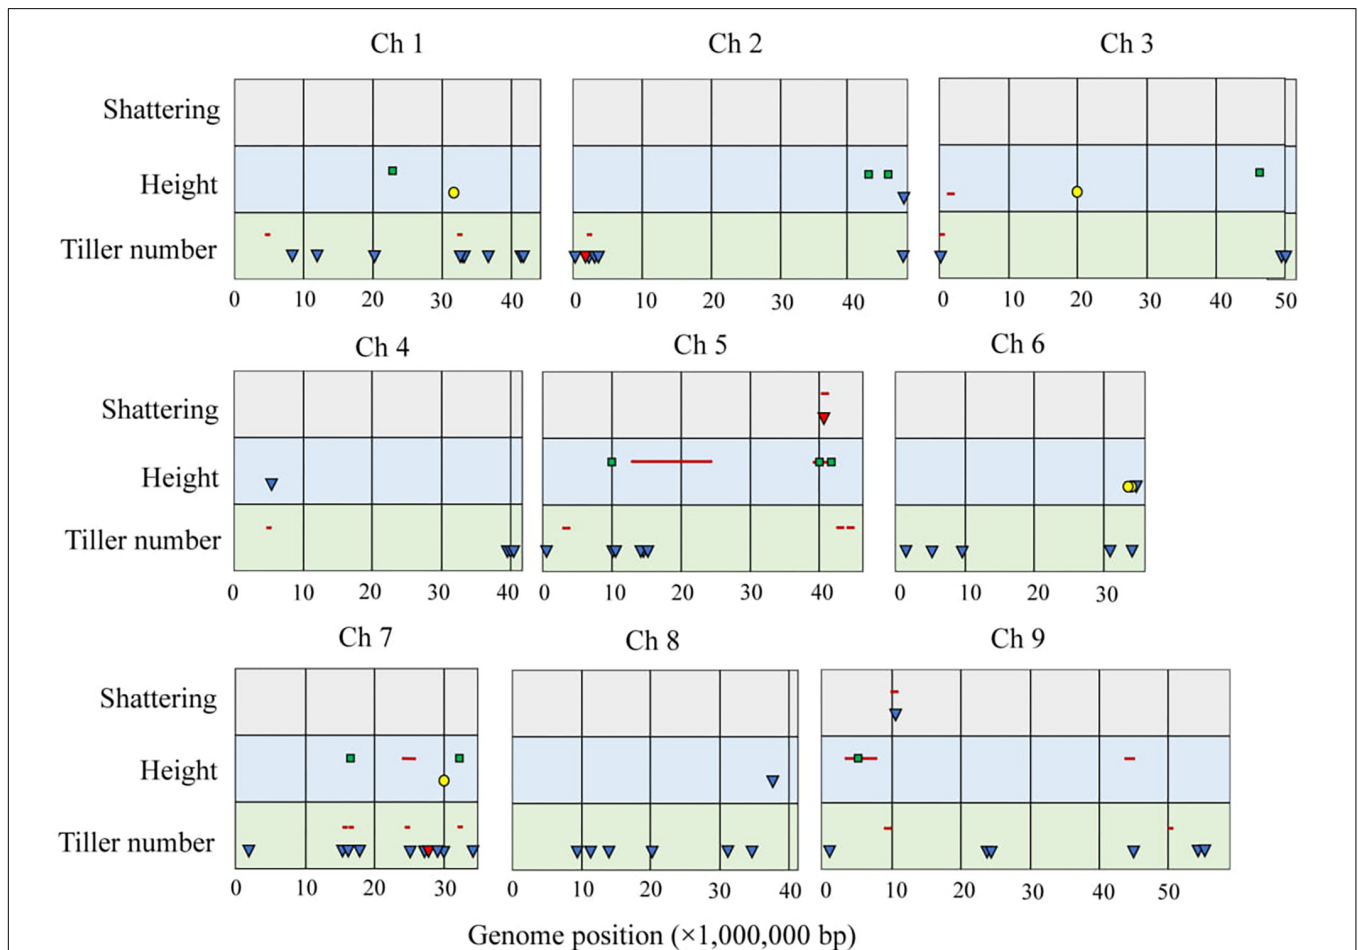 Ch 1 Ch 2 Ch 3
Shattering
Height
Tiller number
0 10 20 30 40 0 10 20 30 40 0 10 20 30 40 50
Ch 4 Ch 5 Ch 6
Shattering
Height
Tiller number
0 10 20 30 40 0 10 20 30 40 0 10 20 30
Ch 7 Ch 8 Ch 9
Shattering
Height
Tiller number
0 10 20 30 0 10 20 30 40 0 10 20 30 40 50
Genome position (×1,000,000 bp)